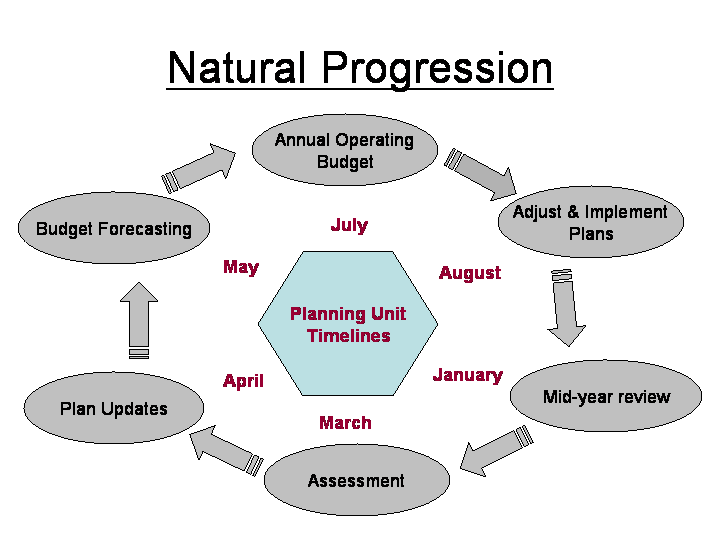 Natural Progression
Annual Operating
Budget
Adjust & Implement
Plans
Budget Forecasting
July
May
August
Planning Unit
Timelines
April
January
Mid-year review
Plan Updates
March
Assessment